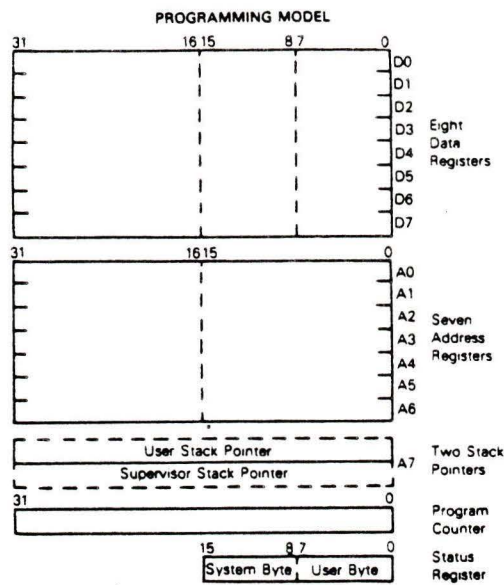 PROGRAMMING MODEL
31 16 15 8 7 0
D0
D1
D2
D3
D4
D5
D6
D7
Eight
Data
Registers
31 16 15 0
A0
A1
A2
A3
A4
A5
A6
Seven
Address
Registers
User Stack Pointer
Supervisor Stack Pointer
A7
Two Stack
Pointers
31 0
Program
Counter
15 8 7 0
System Byte User Byte
Status
Register